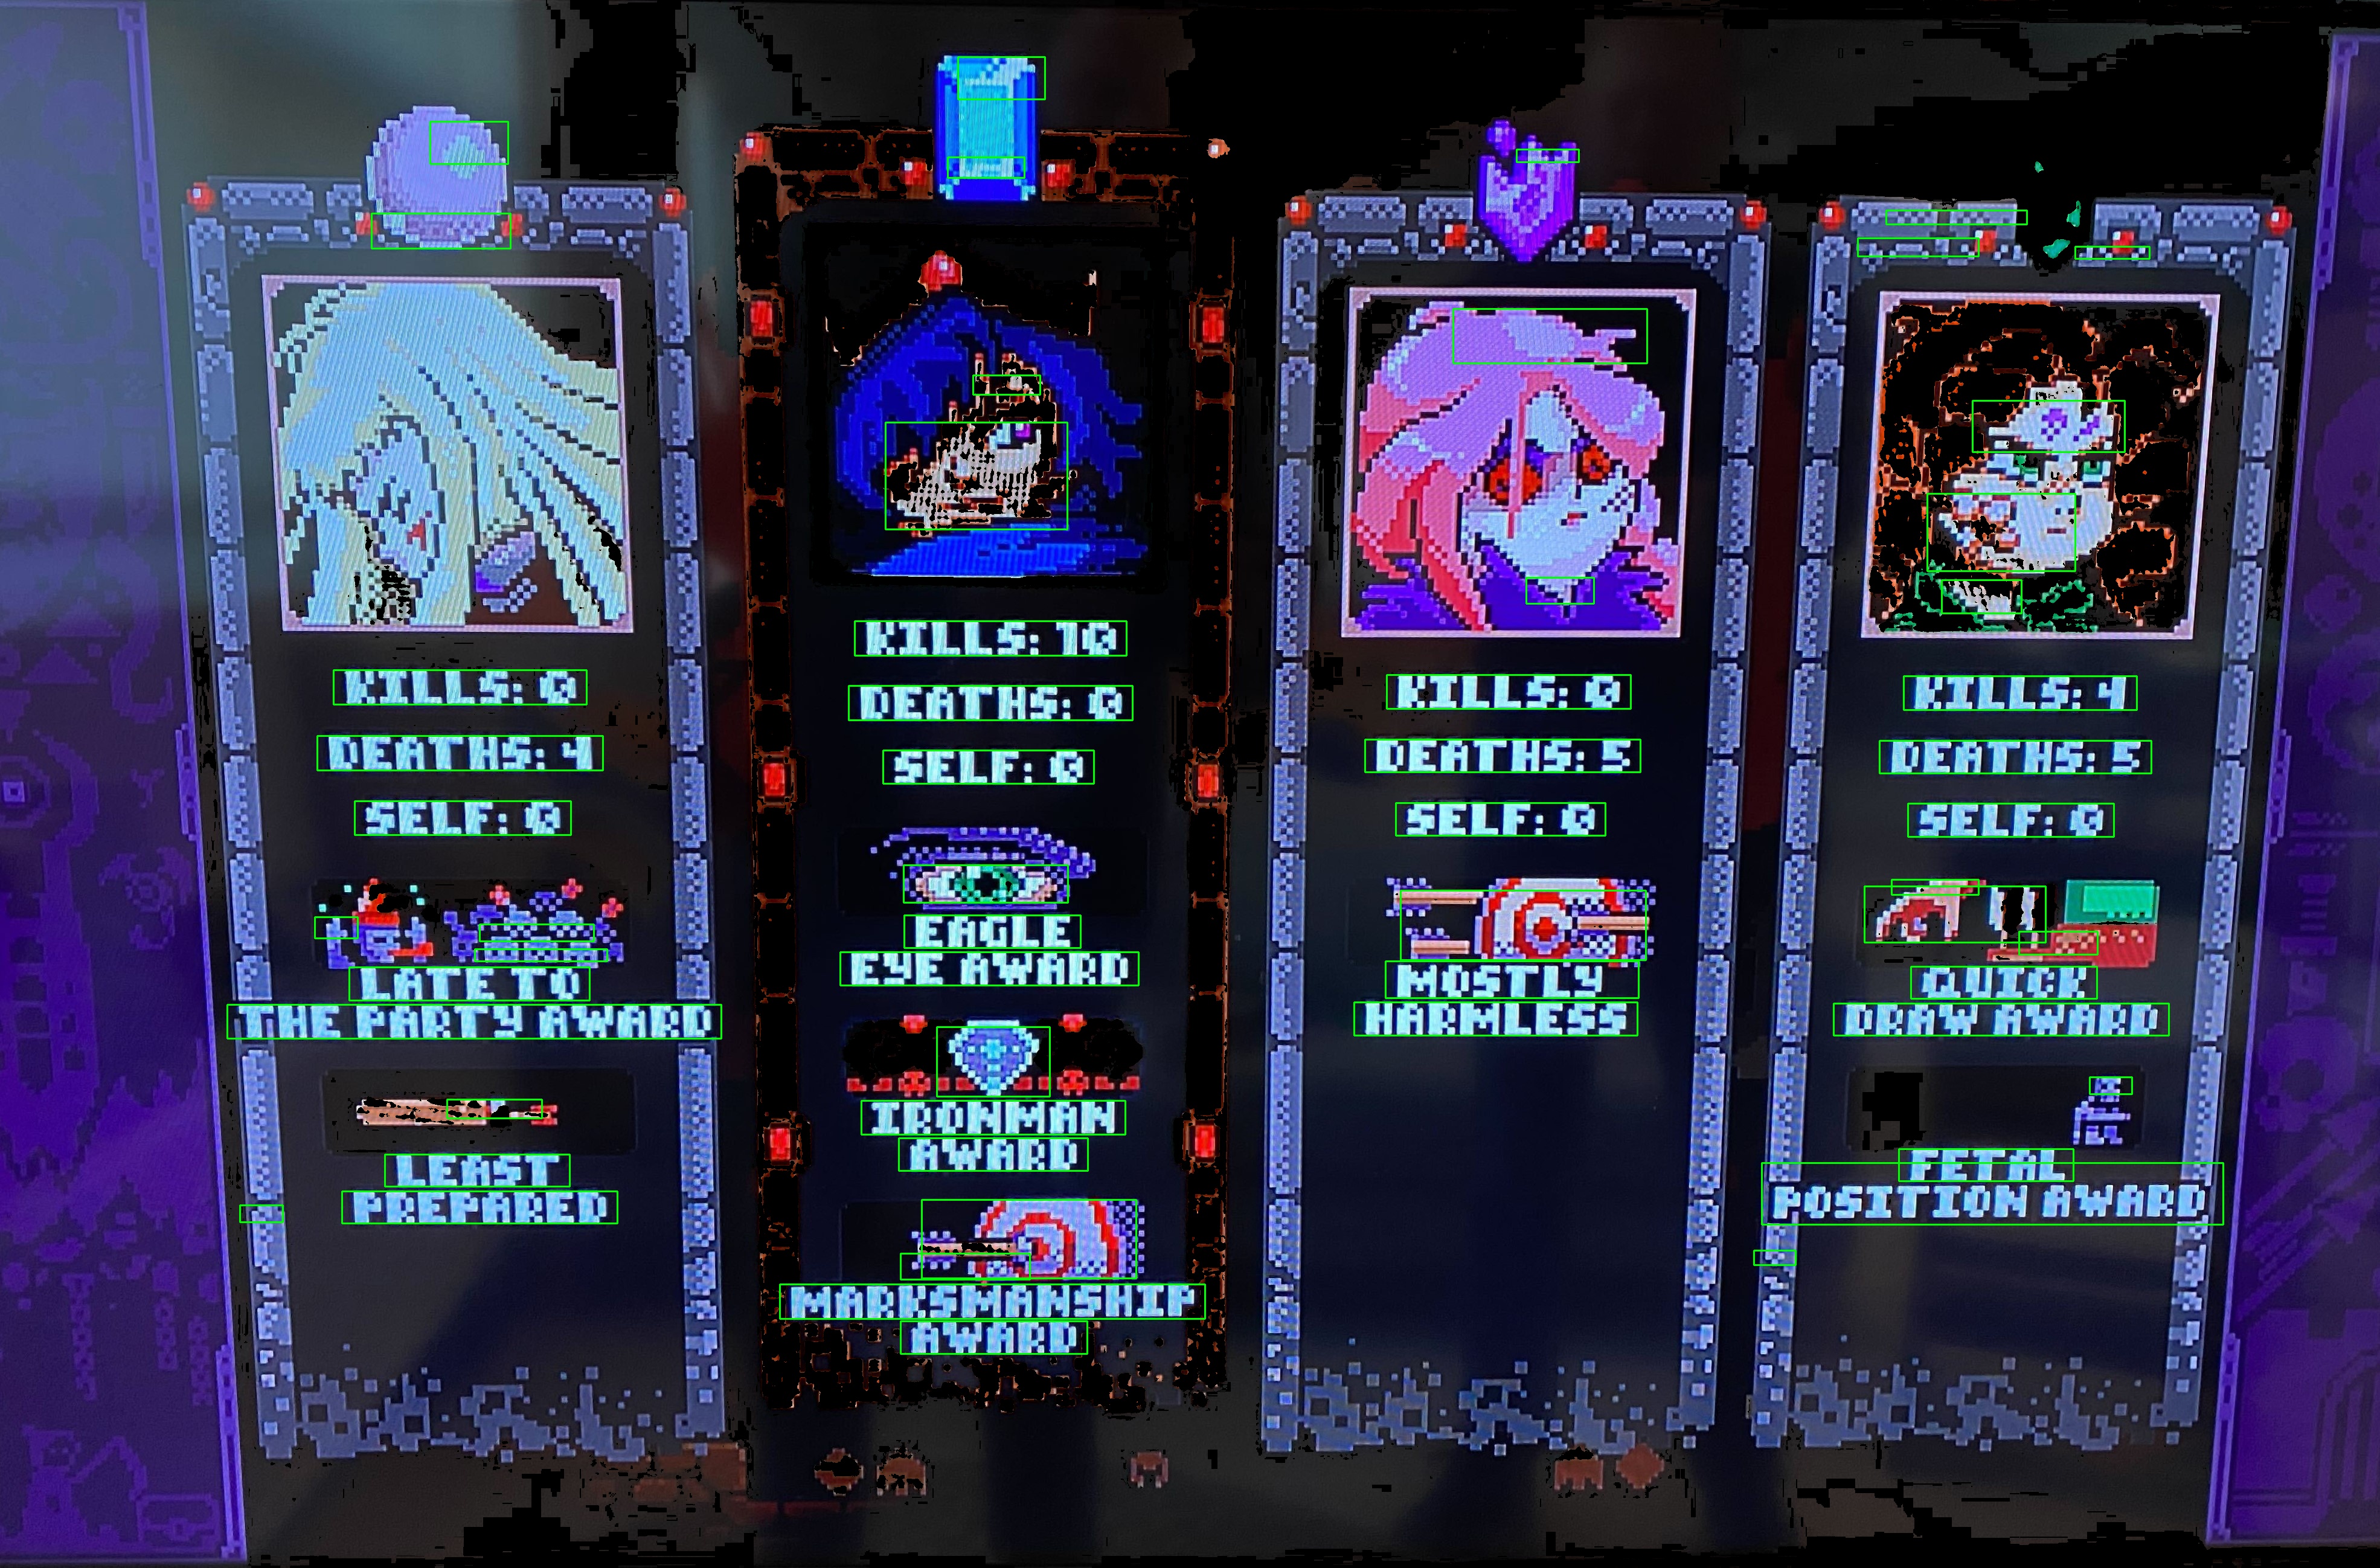 KILLS: 0
DEATHS: 4
SELF: 0
LATE TO
THE PARTY AWARD
LEAST
PREPARED
KILLS: 10
DEATHS: 0
SELF: 0
EAGLE
EYE AWARD
IRONMAN
AWARD
MARKSMANSHIP
AWARD
KILLS: 0
DEATHS: 5
SELF: 0
MOSTLY
HARMLESS
KILLS: 4
DEATHS: 5
SELF: 0
QUICK
DRAW AWARD
FETAL
POSITION AWARD